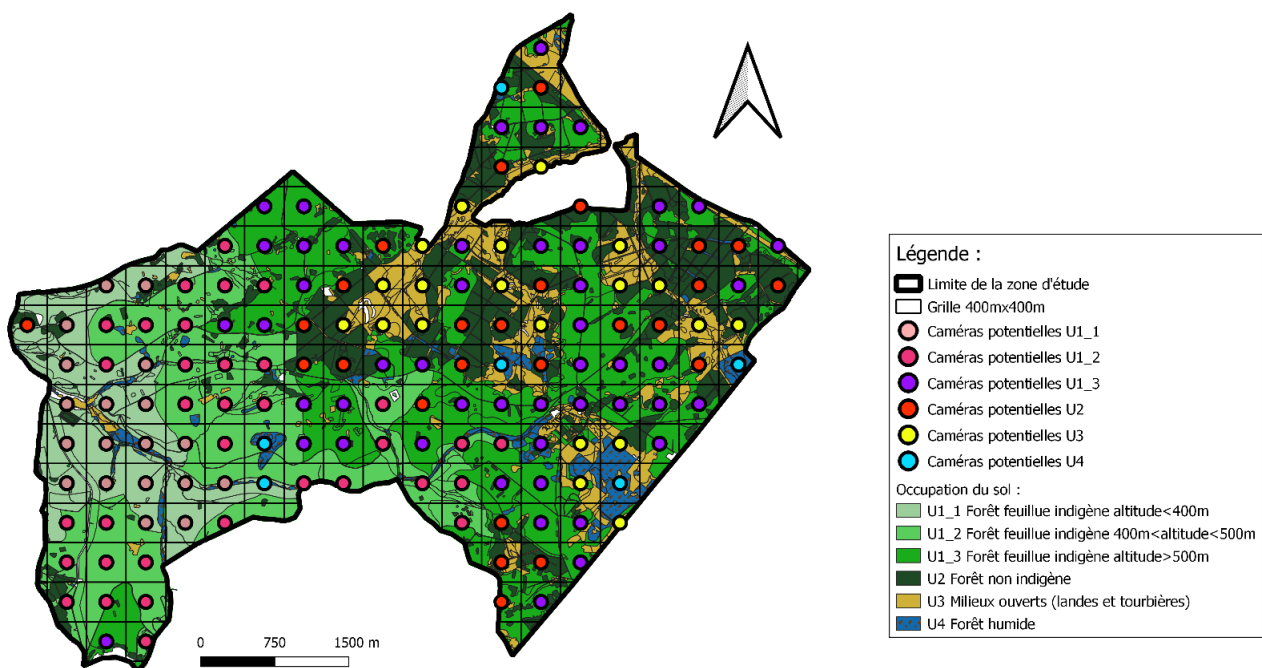 Légende :
Limite de la zone d'étude
Grille 400mx400m
Caméras potentielles U1_1
Caméras potentielles U1_2
Caméras potentielles U1_3
Caméras potentielles U2
Caméras potentielles U3
Caméras potentielles U4
Occupation du sol :
U1_1 Forêt feuillue indigène altitude<400m
U1_2 Forêt feuillue indigène 400m<altitude<500m
U1_3 Forêt feuillue indigène altitude>500m
U2 Forêt non indigène
U3 Milieux ouverts (landes et tourbières)
U4 Forêt humide
0 750 1500 m